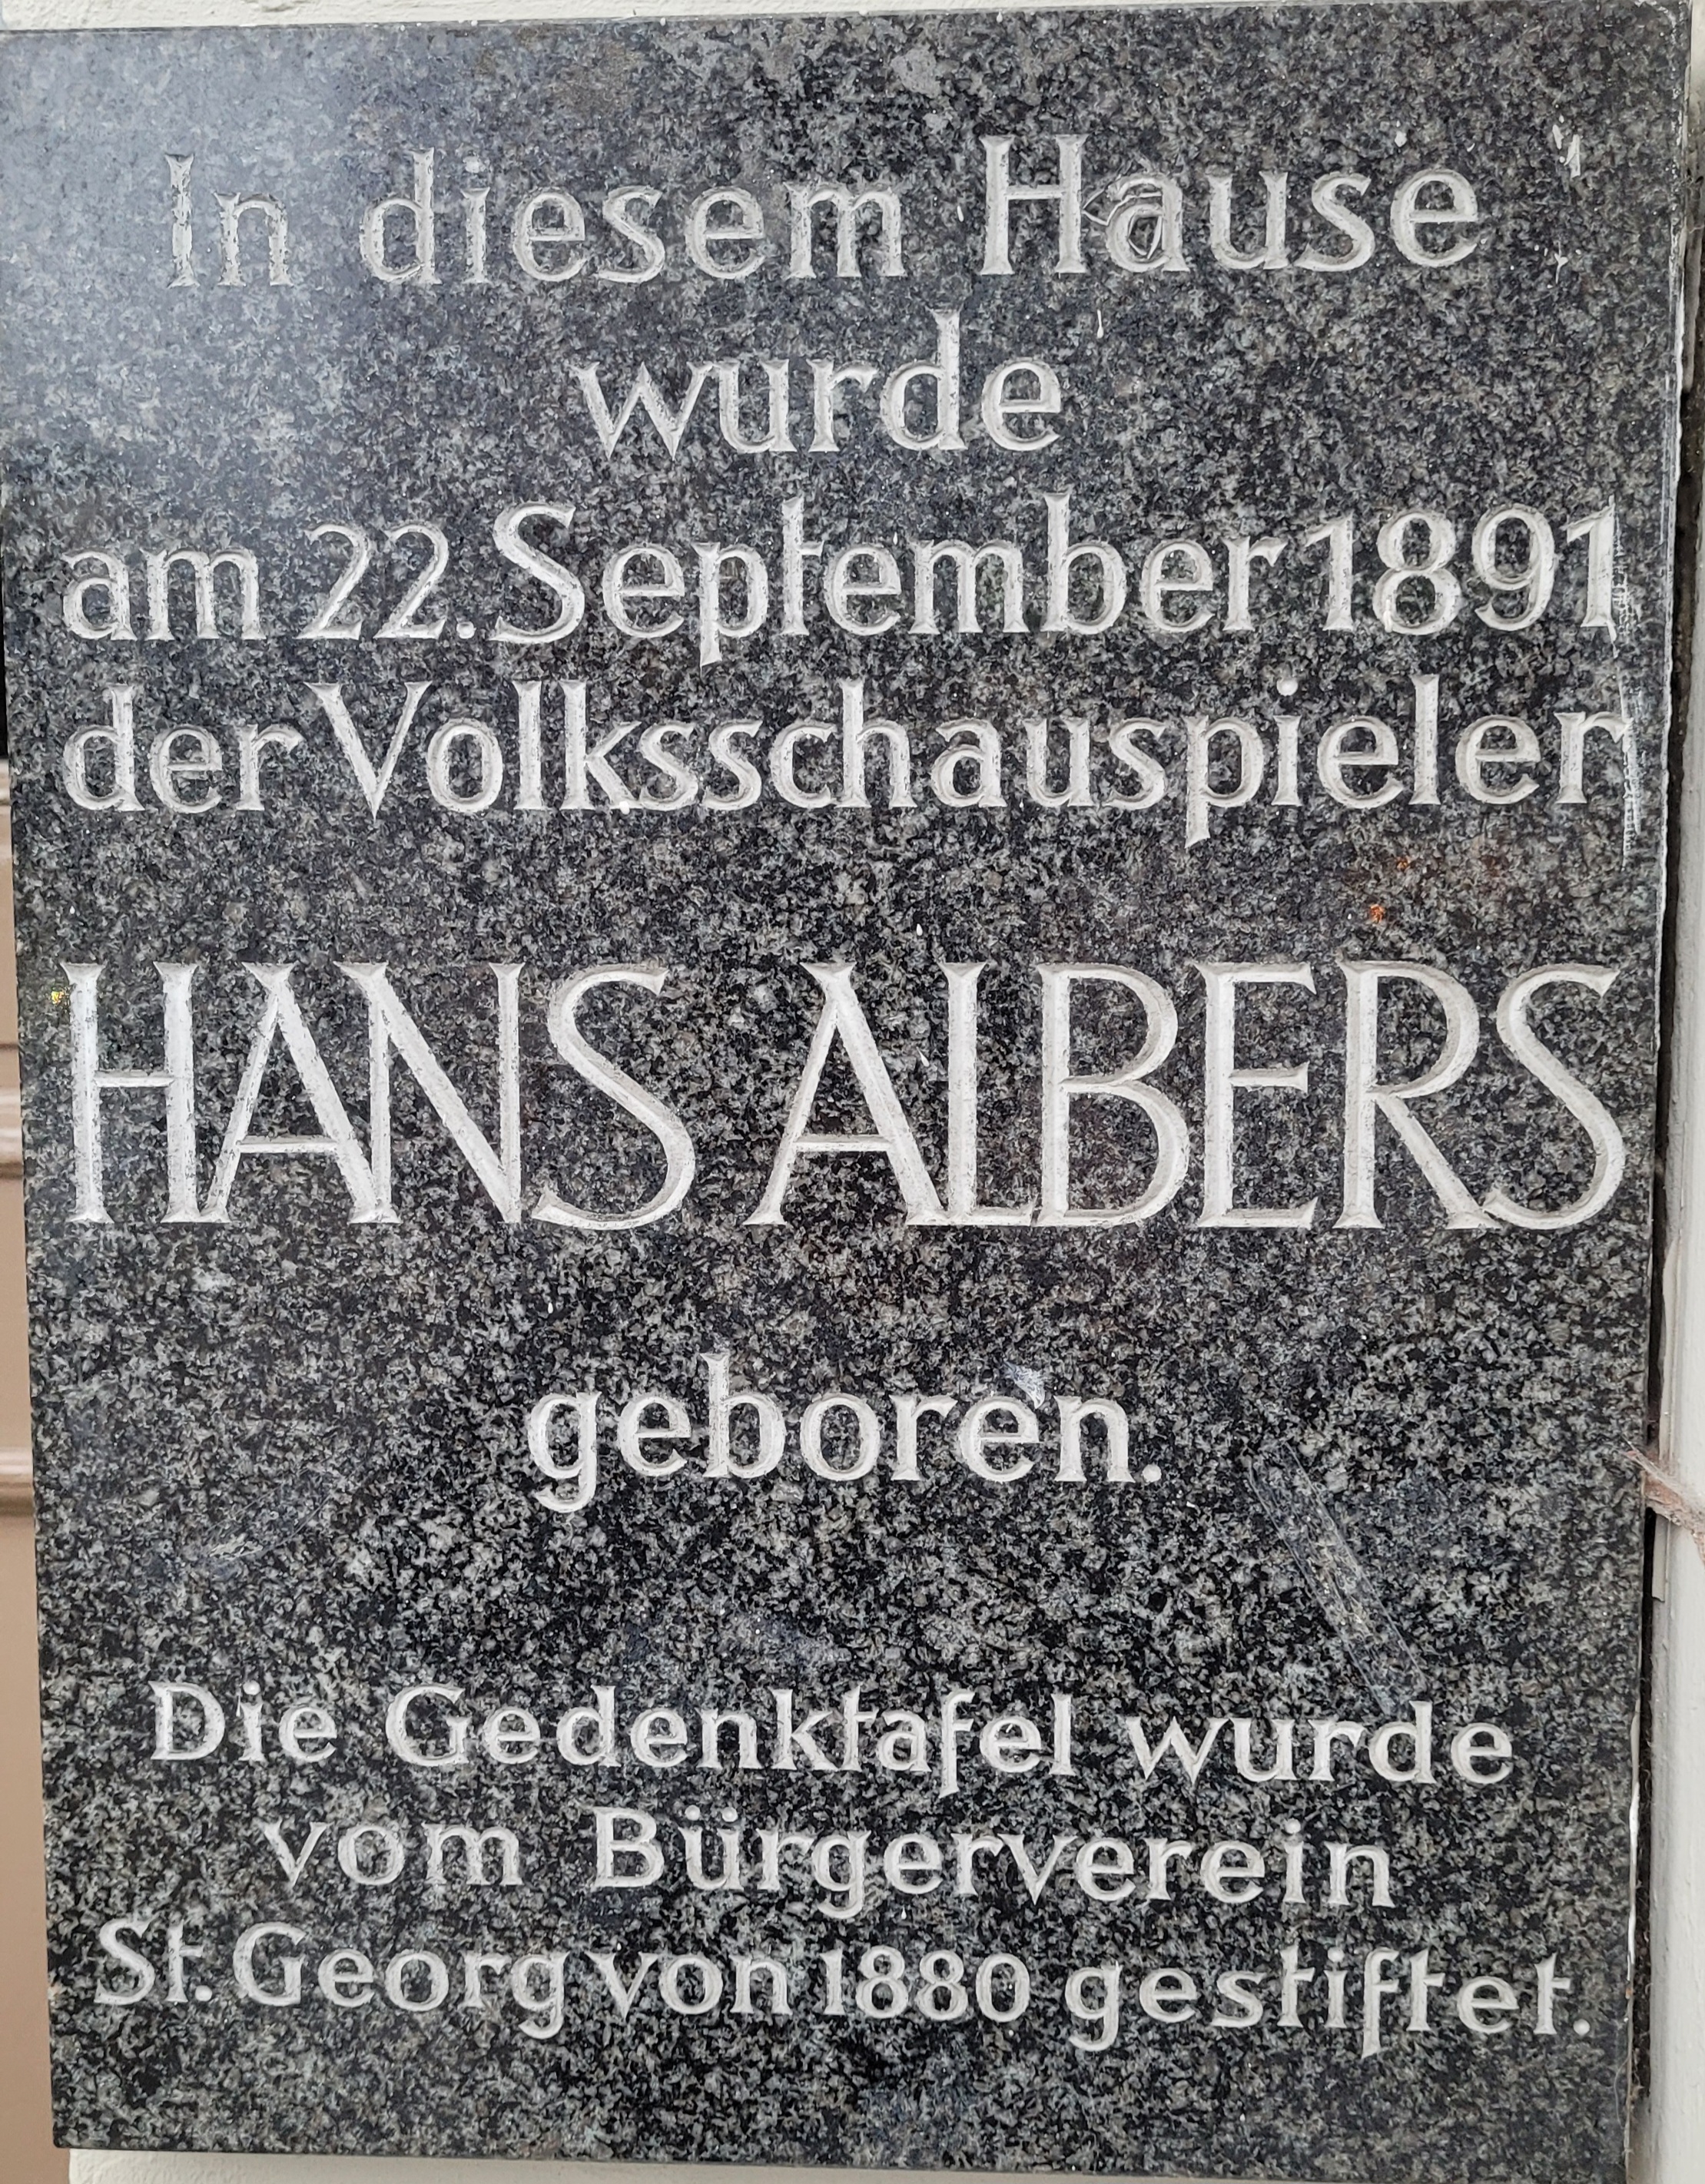 In diesem Hause
wurde
am 22. September 1891
der Volksschauspieler
HANS ALBERS
geboren.
Die Gedenktafel wurde
vom Bürgerverein
St. Georg von 1880 gestiftet.